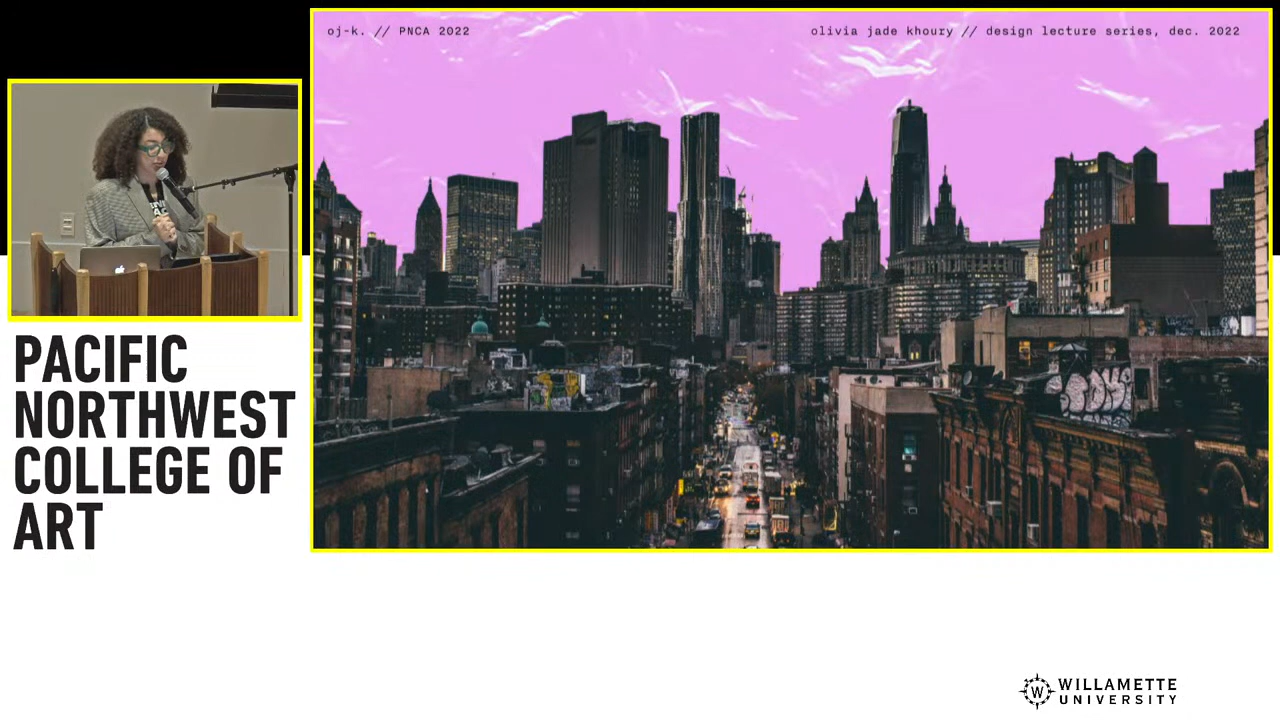 oj-k. // PNCA 2022
olivia jade khoury // design lecture series, dec. 2022
PACIFIC
NORTHWEST
COLLEGE OF
ART
W
WILLAMETTE
UNIVERSITY